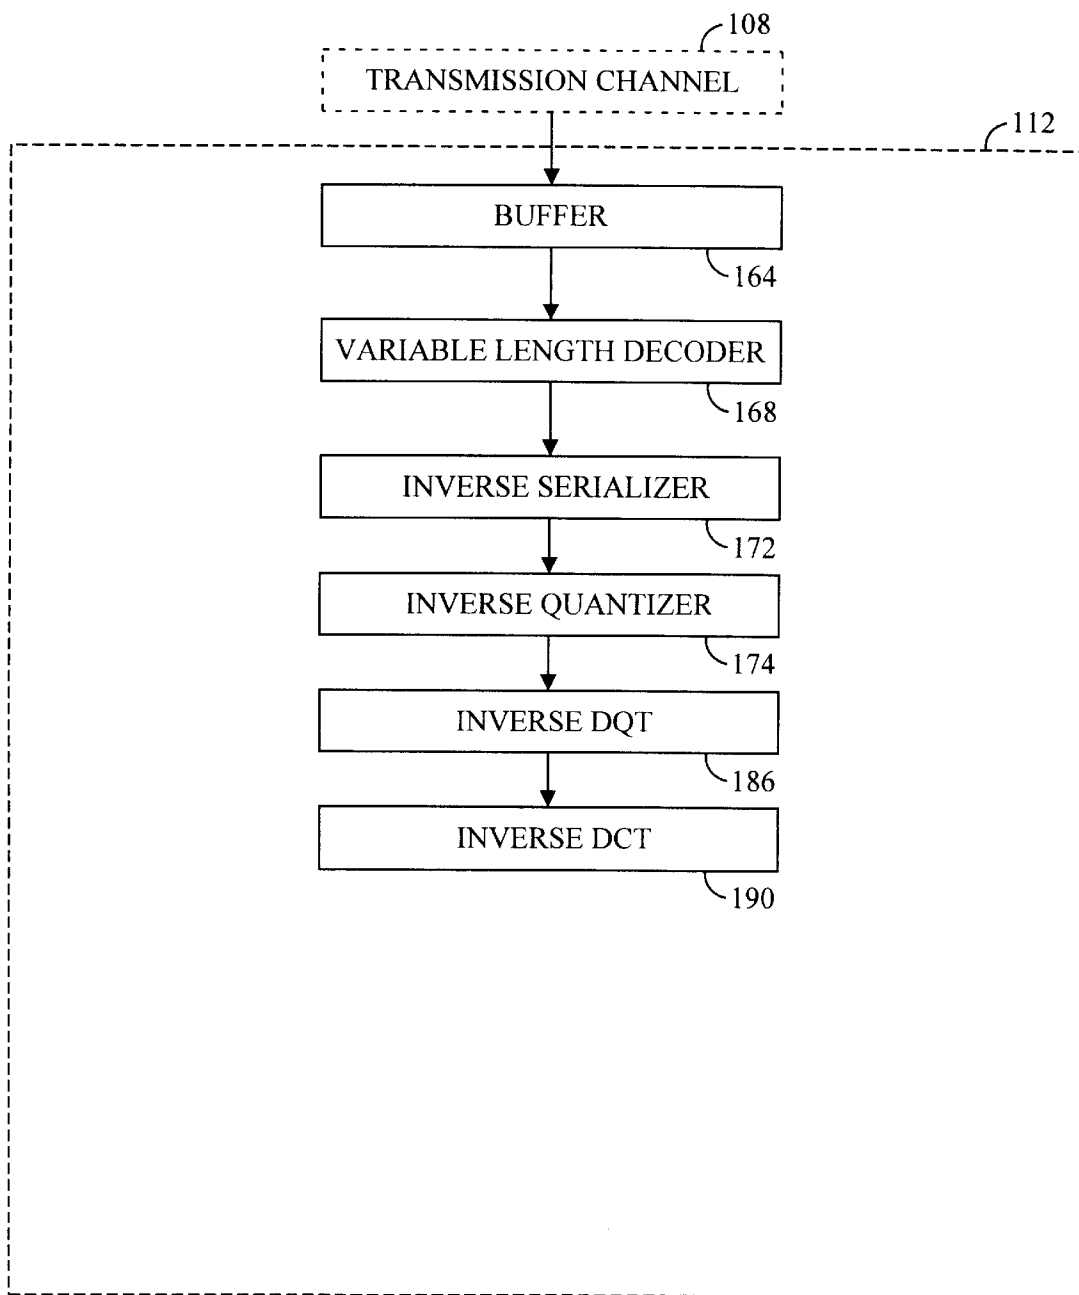 108
TRANSMISSION CHANNEL
112
BUFFER
164
VARIABLE LENGTH DECODER
168
INVERSE SERIALIZER
172
INVERSE QUANTIZER
174
INVERSE DQT
186
INVERSE DCT
190